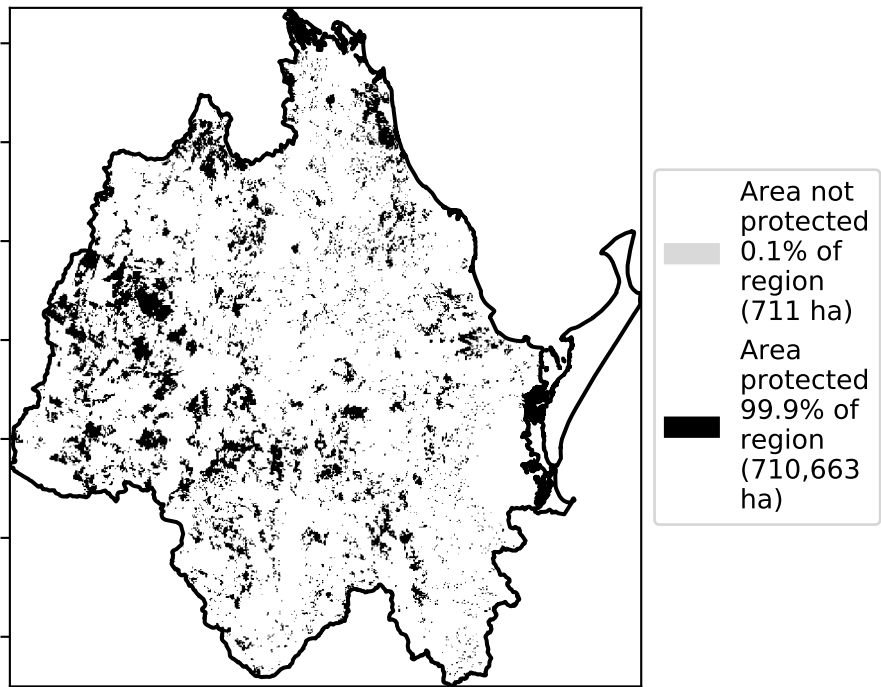 Area not
protected
0.1% of
region
(711 ha)
Area
protected
99.9% of
region
(710,663
ha)